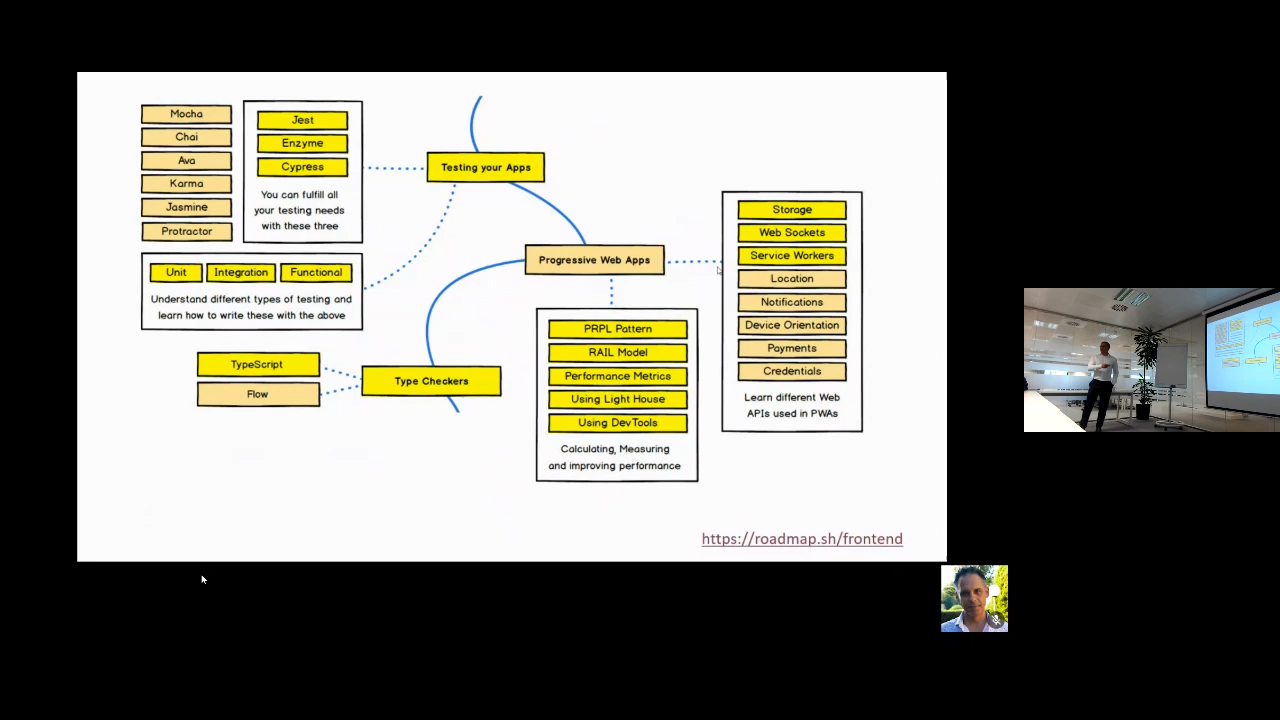 Mocha
Chai
Ava
Karma
Jasmine
Protractor
Jest
Enzyme
Cypress
You can fulfill all
your testing needs
with these three
Testing your Apps
Unit
Integration
Functional
Understand different types of testing and
learn how to write these with the above
Progressive Web Apps
Storage
Web Sockets
Service Workers
Location
Notifications
Device Orientation
Payments
Credentials
Learn different Web
APIs used in PWAs
PRPL Pattern
RAIL Model
Performance Metrics
Using Light House
Using DevTools
Calculating, Measuring
and improving performance
TypeScript
Flow
Type Checkers
https://roadmap.sh/frontend